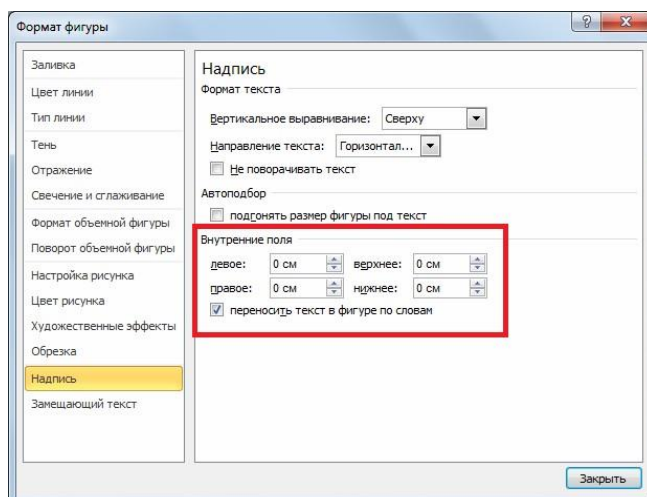 Формат фигуры
Заливка
Цвет линии
Тип линии
Тень
Отражение
Свечение и сглаживание
Формат объемной фигуры
Поворот объемной фигуры
Настройка рисунка
Цвет рисунка
Художественные эффекты
Обрезка
Надпись
Замещающий текст
Надпись
Формат текста
Вертикальное выравнивание: Сверху
Направление текста: Горизонтал...
Не поворачивать текст
Автоподбор
подгонять размер фигуры под текст
Внутренние поля
левое: 0 см верхнее: 0 см
правое: 0 см нижнее: 0 см
переносить текст в фигуре по словам
Закрыть